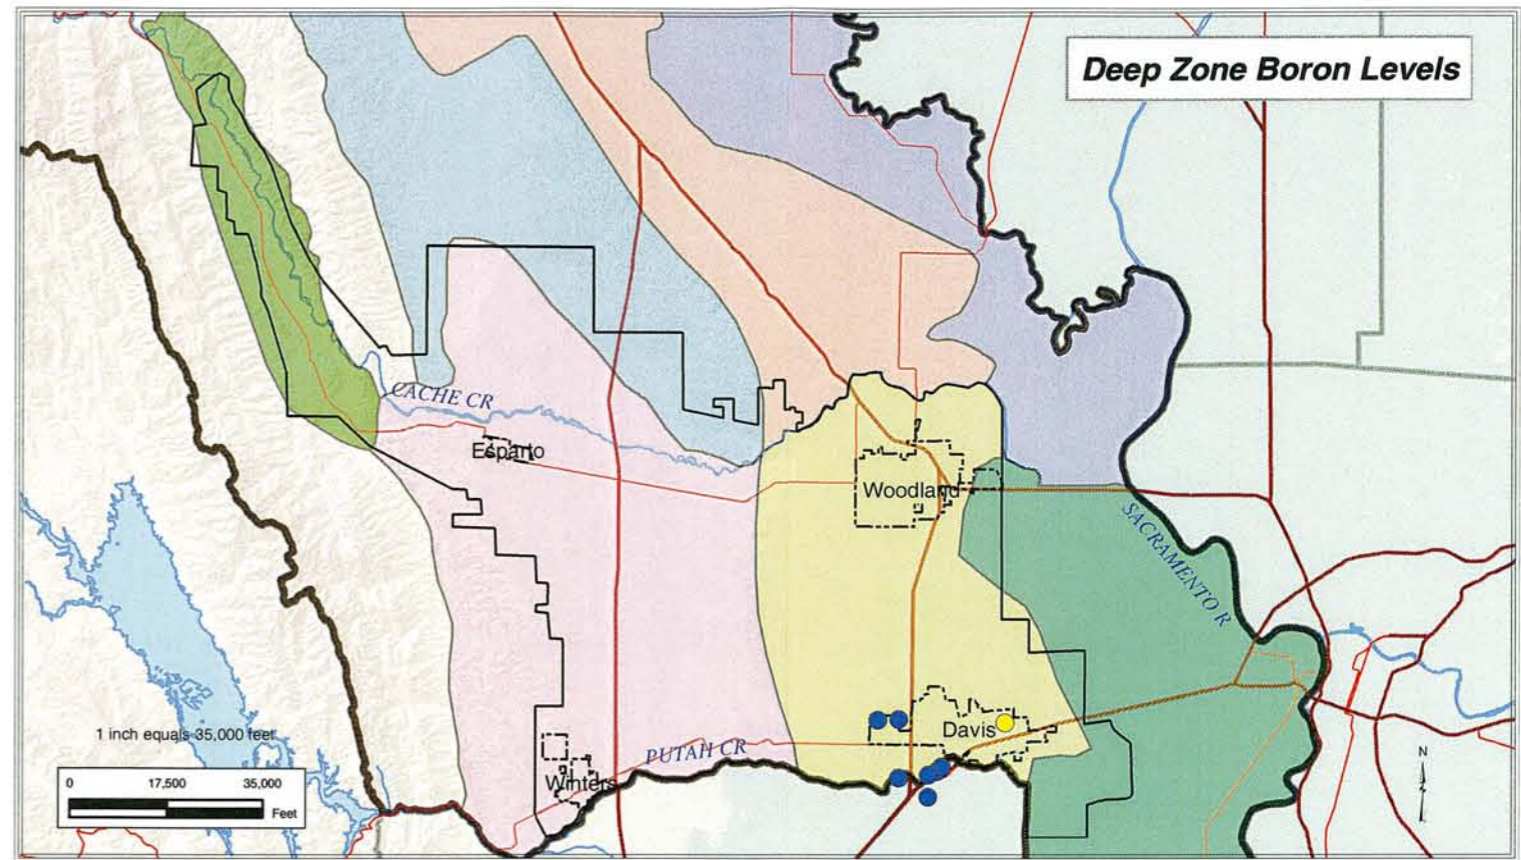 Deep Zone Boron Levels
CACHE CR
Esparto
Woodland
SACRAMENTO R
Davis
1 inch equals 35,000 feet
PUTAH CR
Winters
0 17,500 35,000
Feet
N